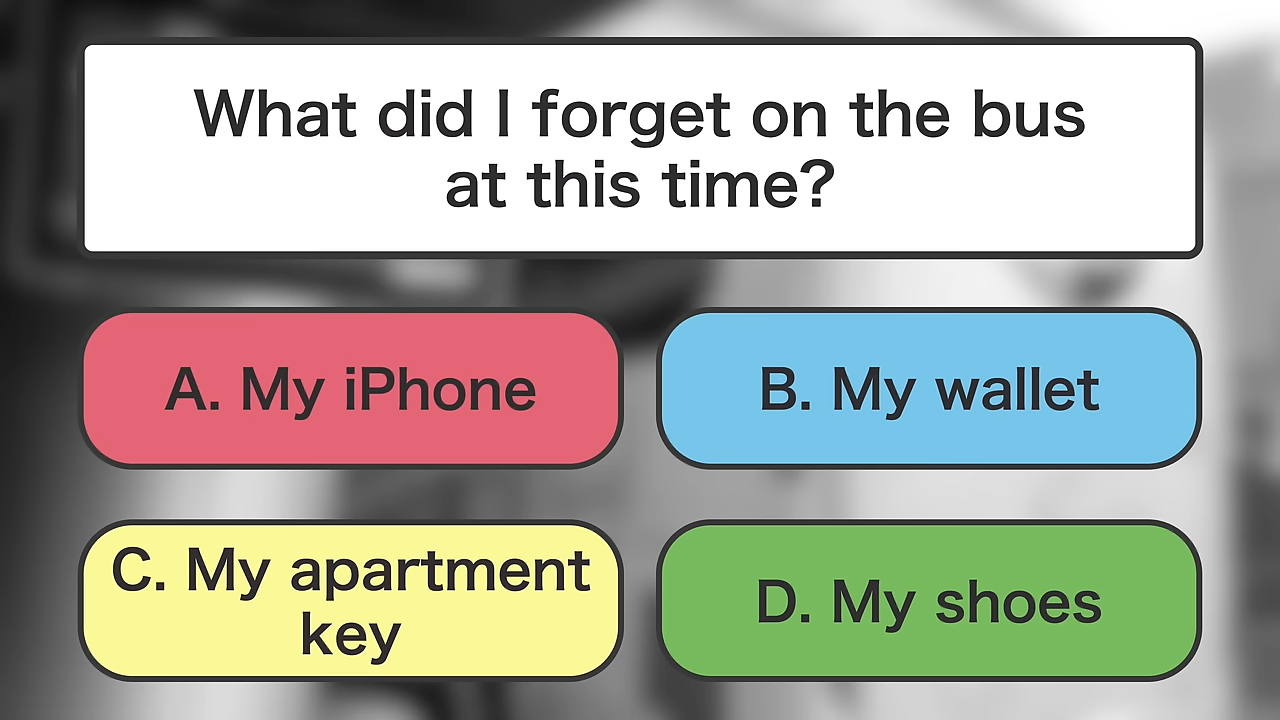 What did I forget on the bus
at this time?
A. My iPhone
B. My wallet
C. My apartment
key
D. My shoes